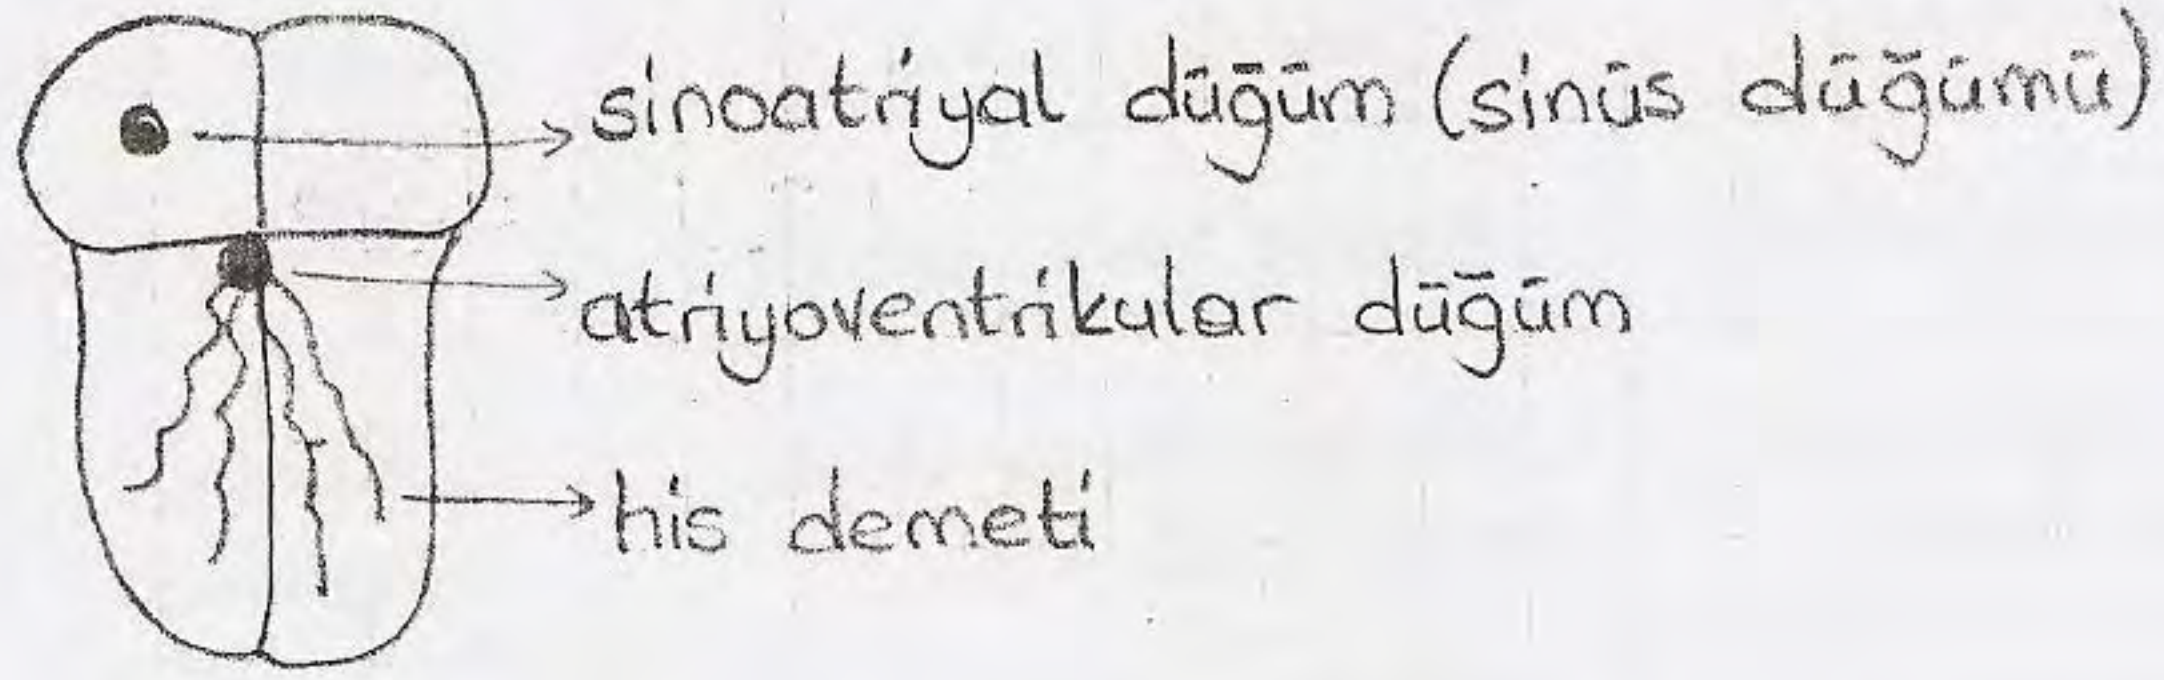 sinoatriyal düğüm (sinüs düğümü)
atriyoventrikular düğüm
his demeti